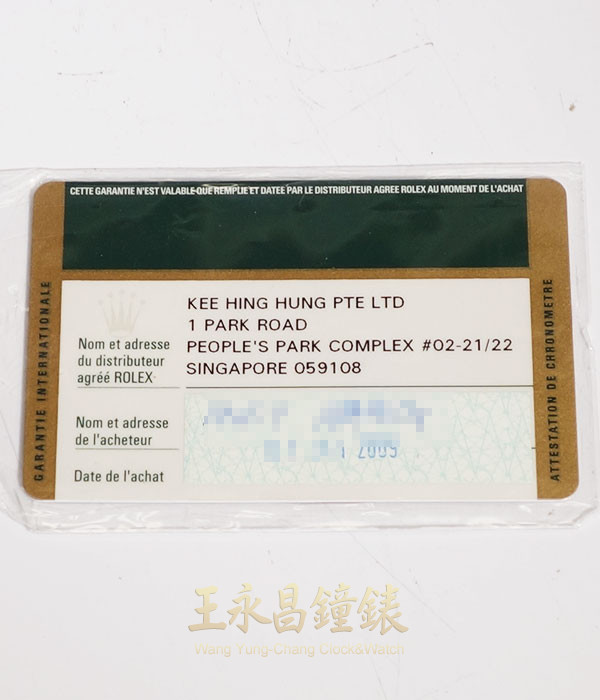 CETTE GARANTIE N'EST VALABLE QUE REMPLIE ET DATEE PAR LE DISTRIBUTEUR AGREE ROLEX AU MOMENT DE L'ACHAT
GARANTIE INTERNATIONALE
Nom et adresse
du distributeur
agréé ROLEX
KEE HING HUNG PTE LTD
1 PARK ROAD
PEOPLE'S PARK COMPLEX #02-21/22
SINGAPORE 059108
Nom et adresse
de l'acheteur
Date de l'achat
ATTESTATION DE CHRONOMETRE
王永昌鐘錶
Wang Yung-Chang Clock&Watch